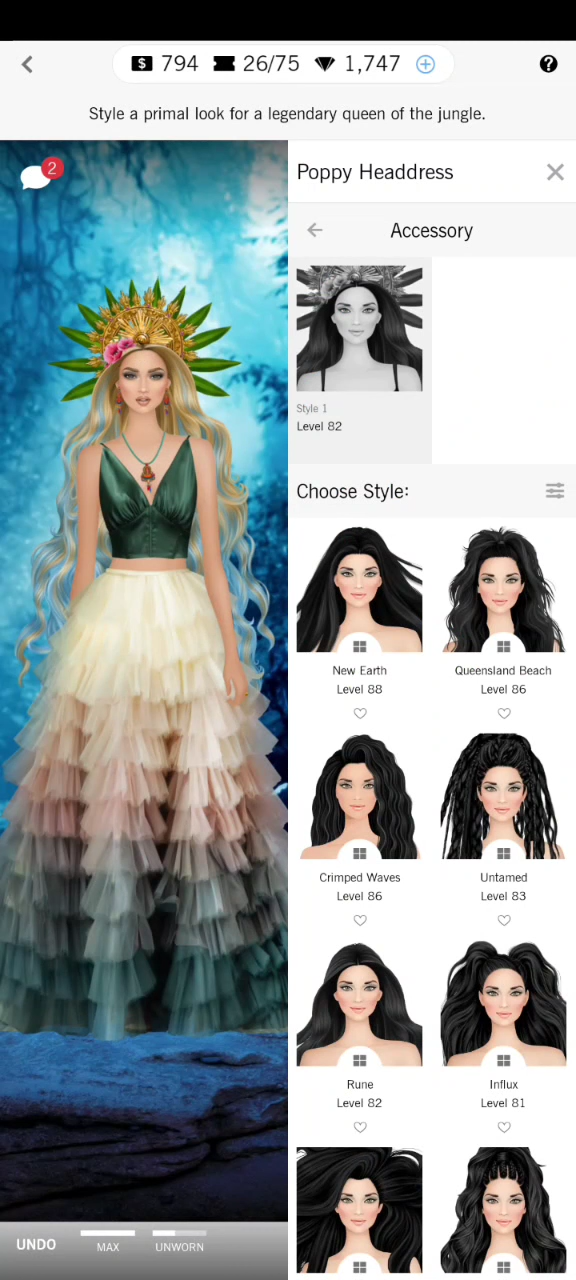 794 26/75 1,747
Style a primal look for a legendary queen of the jungle.
2
Poppy Headdress
Accessory
Style 1
Level 82
Choose Style:
New Earth
Level 88
Queensland Beach
Level 86
Crimped Waves
Level 86
Untamed
Level 83
Rune
Level 82
Influx
Level 81
UNDO
MAX
UNWORN